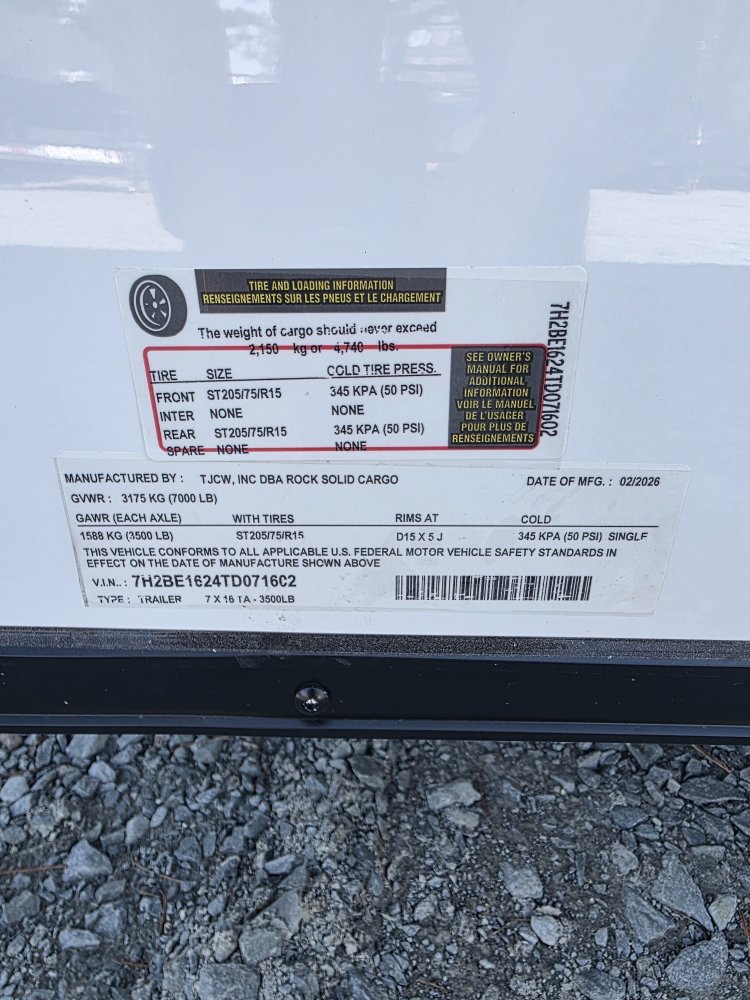 TIRE AND LOADING INFORMATION
RENSEIGNEMENTS SUR LES PNEUS ET LE CHARGEMENT
The weight of cargo should never exceed
2,150 kg or 4,740 lbs.
TIRE SIZE COLD TIRE PRESS.
FRONT ST205/75/R15 345 KPA (50 PSI)
INTER NONE NONE
REAR ST205/75/R15 345 KPA (50 PSI)
SPARE NONE NONE
SEE OWNER'S
MANUAL FOR
ADDITIONAL
INFORMATION
VOIR LE MANUEL
DE L'USAGER
POUR PLUS DE
RENSEIGNEMENTS
7H2BE1624TD0716C2
MANUFACTURED BY : TJCW, INC DBA ROCK SOLID CARGO DATE OF MFG. : 02/2026
GVWR : 3175 KG (7000 LB)
GAWR (EACH AXLE) WITH TIRES RIMS AT COLD
1588 KG (3500 LB) ST205/75/R15 D15 X 5 J 345 KPA (50 PSI) SINGLE
THIS VEHICLE CONFORMS TO ALL APPLICABLE U.S. FEDERAL MOTOR VEHICLE SAFETY STANDARDS IN
EFFECT ON THE DATE OF MANUFACTURE SHOWN ABOVE
V.I.N.: 7H2BE1624TD0716C2
TYPE : TRAILER 7 X 16 TA - 3500LB